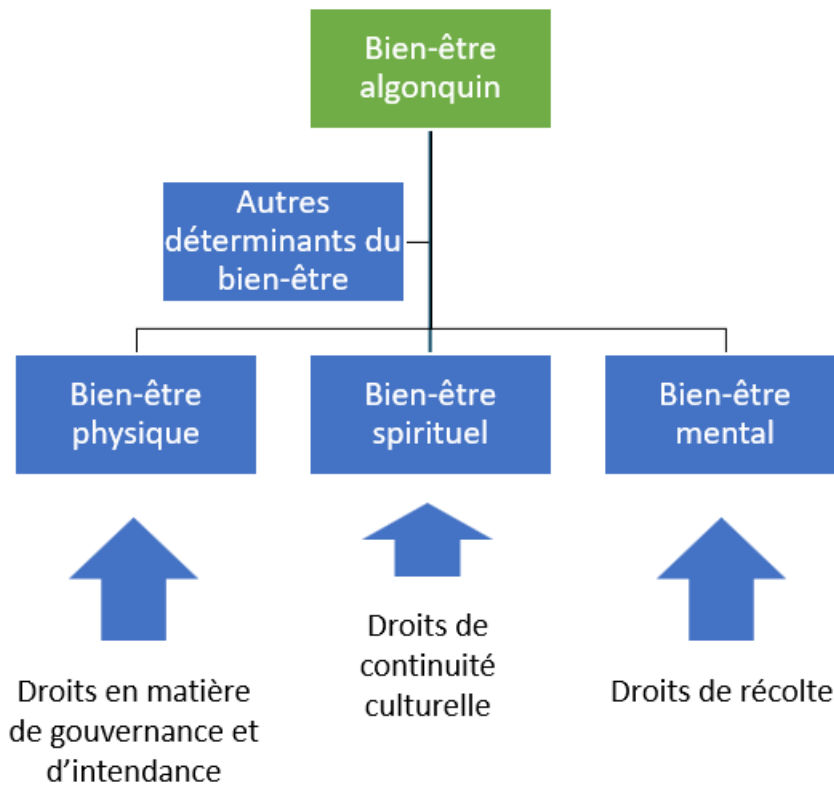 Bien-être
algonquin
Autres
déterminants du
bien-être
Bien-être
physique
Bien-être
spirituel
Bien-être
mental
Droits en matière
de gouvernance et
d'intendance
Droits de
continuité
culturelle
Droits de récolte